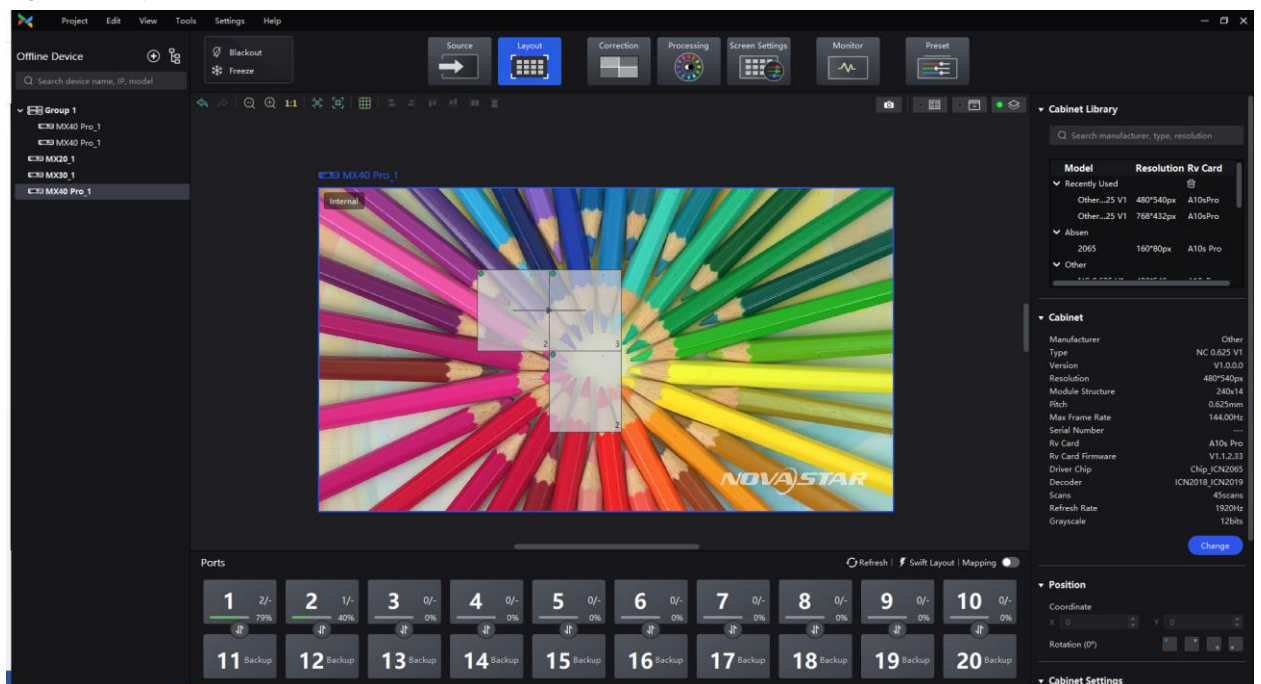 Project Edit View Tools Settings Help
Offline Device
Search device name, IP, model
Group 1
MX40 Pro_1
MX40 Pro_1
MX20_1
MX30_1
MX40 Pro_1
Blackout
Freeze
Source Layout Correction Processing Screen Settings Monitor Preset
1:1
MX40 Pro_1
Internal
2 3
2
NOVASTAR
Ports
Refresh | Swift Layout | Mapping
1 2/- 79% 2 1/- 40% 3 0/- 0% 4 0/- 0% 5 0/- 0% 6 0/- 0% 7 0/- 0% 8 0/- 0% 9 0/- 0% 10 0/- 0%
11 Backup 12 Backup 13 Backup 14 Backup 15 Backup 16 Backup 17 Backup 18 Backup 19 Backup 20 Backup
Cabinet Library
Search manufacturer, type, resolution
Model Resolution Rv Card
Recently Used
Other...25 V1 480*540px A10sPro
Other...25 V1 768*432px A10sPro
Absen
2065 160*80px A10s Pro
Other
Cabinet
Manufacturer Other
Type NC 0.625 V1
Version V1.0.0.0
Resolution 480*540px
Module Structure 240x14
Pitch 0.625mm
Max Frame Rate 144.00Hz
Serial Number ---
Rv Card A10s Pro
Rv Card Firmware V1.1.2.33
Driver Chip Chip_ICN2065
Decoder ICN2018_ICN2019
Scans 45scans
Refresh Rate 1920Hz
Grayscale 12bits
Change
Position
Coordinate
X 0 Y 0
Rotation (0°)
Cabinet Settings